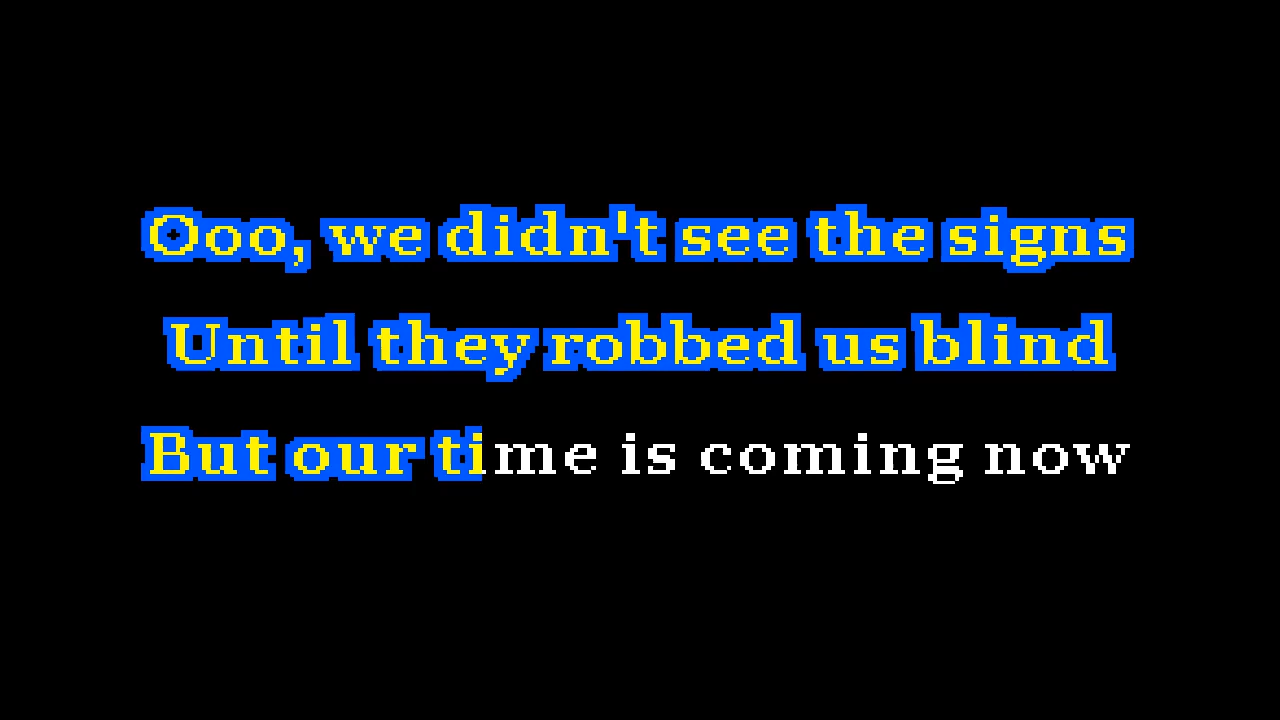 Ooo, we didn't see the signs
Until they robbed us blind
But our time is coming now